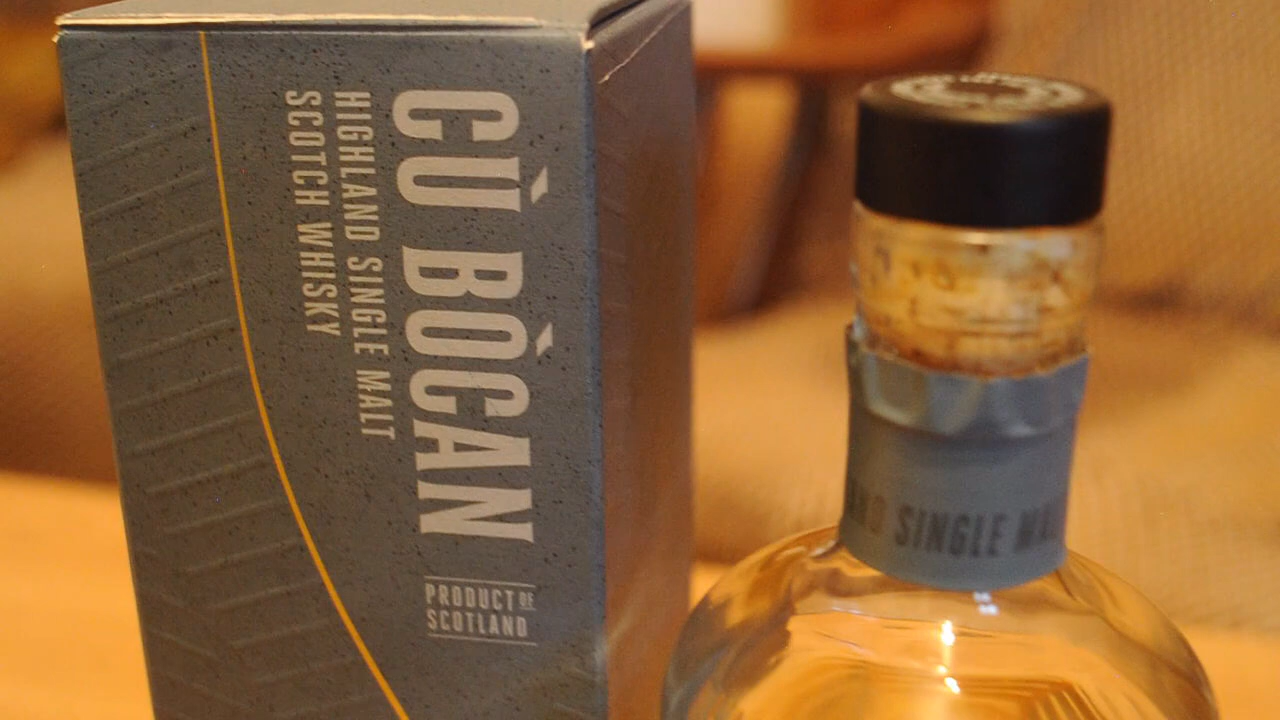 CÙ BÒCAN
HIGHLAND SINGLE MALT
SCOTCH WHISKY
PRODUCT OF
SCOTLAND
SINGLE